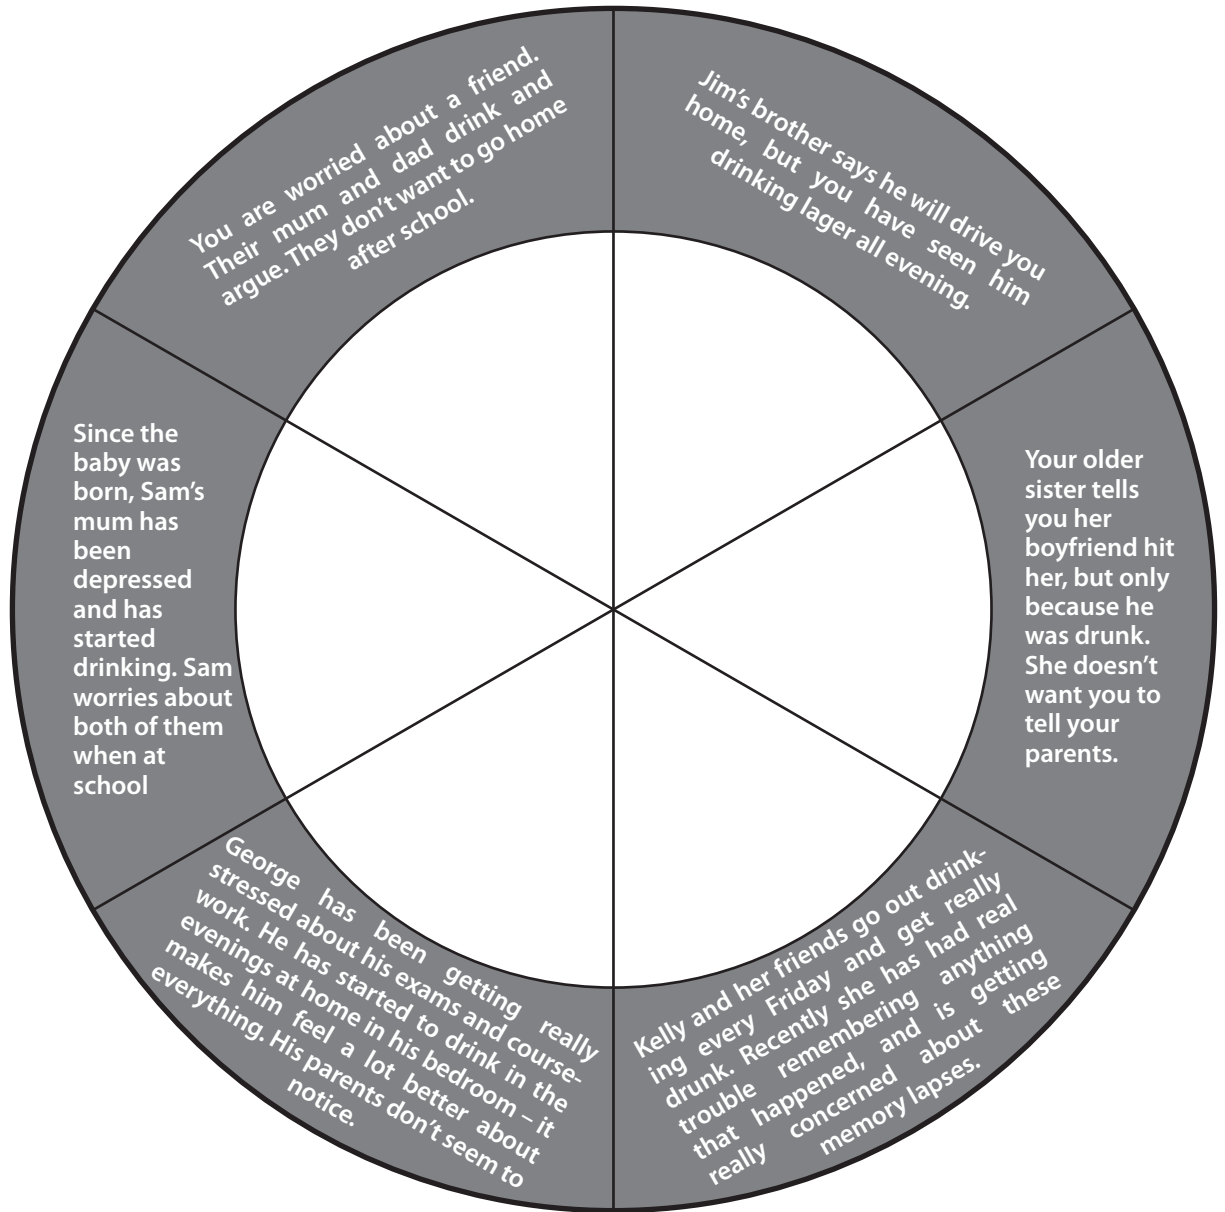 You are worried about a friend.
Their mum and dad drink and
argue. They don't want to go home
after school.
Jim's brother says he will drive you
home, but you have seen him
drinking lager all evening.
Since the
baby was
born, Sam's
mum has
been
depressed
and has
started
drinking. Sam
worries about
both of them
when at
school
Your older
sister tells
you her
boyfriend hit
her, but only
because he
was drunk.
She doesn't
want you to
tell your
parents.
George has been getting really
stressed about his exams and course-
work. He has started to drink in the
evenings at home in his bedroom – it
makes him feel a lot better about
everything. His parents don't seem to
notice.
Kelly and her friends go out drink-
ing every Friday and get really
drunk. Recently she has had real
trouble remembering anything
that happened, and is getting
really concerned about these
memory lapses.